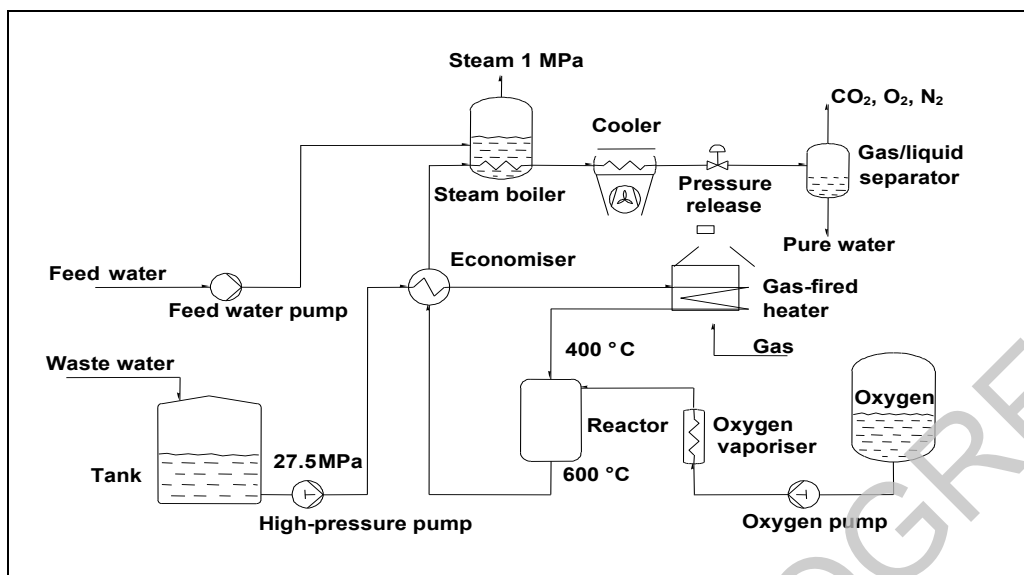 Steam 1 MPa
CO₂, O₂, N₂
Cooler
Gas/liquid
separator
Steam boiler
Pressure
release
Pure water
Feed water
Economiser
Feed water pump
Gas-fired
heater
400 °C
Gas
Waste water
Oxygen
Reactor
Oxygen
vaporiser
Tank
27.5MPa
600 °C
High-pressure pump
Oxygen pump
OGRE